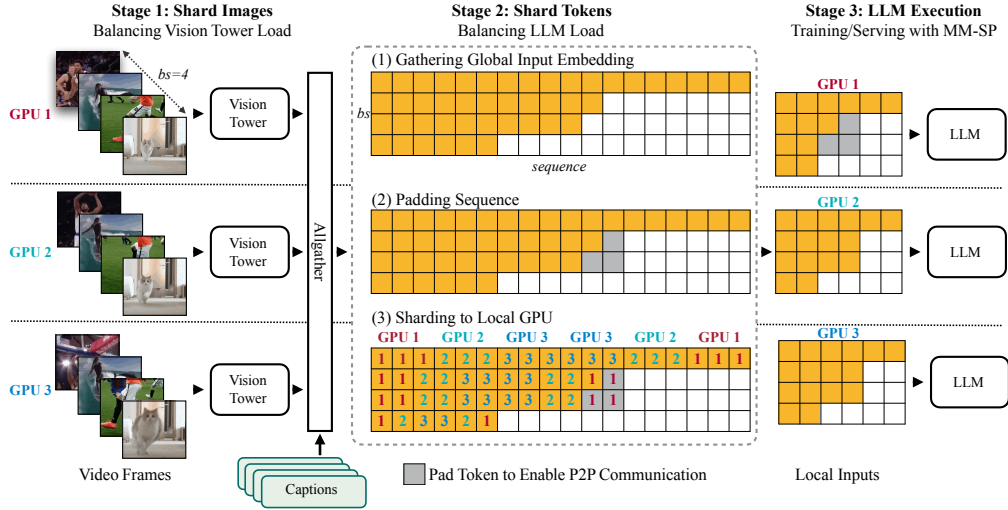 Stage 1: Shard Images
Balancing Vision Tower Load
Stage 2: Shard Tokens
Balancing LLM Load
Stage 3: LLM Execution
Training/Serving with MM-SP
bs=4
GPU 1
Vision
Tower
GPU 2
Vision
Tower
GPU 3
Vision
Tower
Video Frames
Allgather
Captions
(1) Gathering Global Input Embedding
bs
sequence
(2) Padding Sequence
(3) Sharding to Local GPU
GPU 1 GPU 2 GPU 3 GPU 3 GPU 2 GPU 1
1 1 1 2 2 2 3 3 3 3 3 3 2 2 2 1 1 1
1 1 2 2 3 3 3 3 2 2 1 1
1 1 2 2 3 3 3 3 2 2 1 1
1 2 3 3 2 1
Pad Token to Enable P2P Communication
GPU 1
LLM
GPU 2
LLM
GPU 3
LLM
Local Inputs